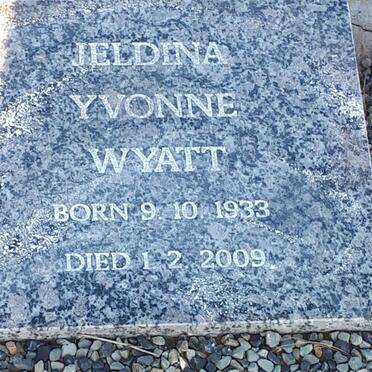 JELDINA
YVONNE
WYATT
BORN 9. 10. 1933
DIED 1. 2. 2009